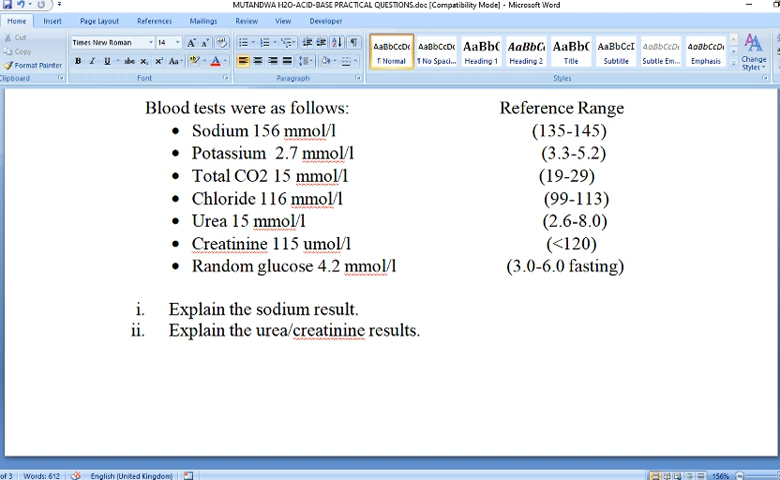 MUTANDWA H2O-ACID-BASE PRACTICAL QUESTIONS.doc [Compatibility Mode] - Microsoft Word
Home Insert Page Layout References Mailings Review View Developer
Cut
Copy
Format Painter
Times New Roman 14
AaBbCcDc AaBbCcDc AaBbC AaBbC AaBbC AaBbCcI AaBbCcDc AaBbCcDc
¶ Normal ¶ No Spaci... Heading 1 Heading 2 Title Subtitle Subtle Em... Emphasis
Change Styles
Clipboard Font Paragraph Styles
Blood tests were as follows: Reference Range
• Sodium 156 mmol/l (135-145)
• Potassium 2.7 mmol/l (3.3-5.2)
• Total CO2 15 mmol/l (19-29)
• Chloride 116 mmol/l (99-113)
• Urea 15 mmol/l (2.6-8.0)
• Creatinine 115 umol/l (<120)
• Random glucose 4.2 mmol/l (3.0-6.0 fasting)
i. Explain the sodium result.
ii. Explain the urea/creatinine results.
of 3 Words: 612 English (United Kingdom) 156%